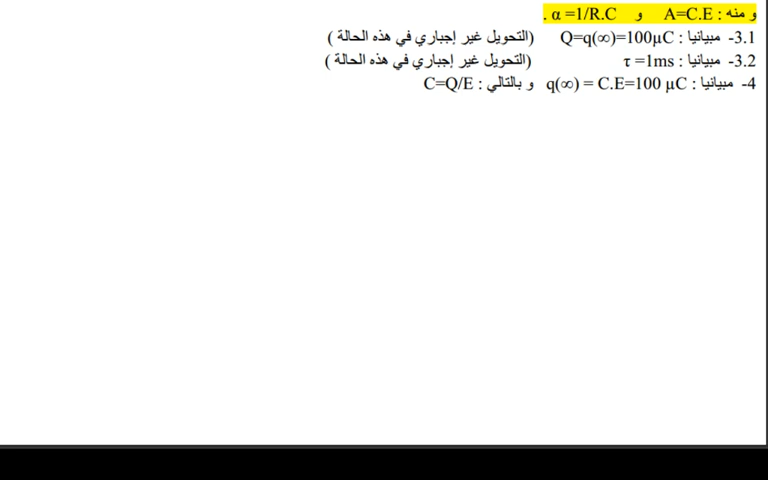 و منه : A=C.E و α =1/R.C .
3.1- مبيانيا : Q=q(∞)=100μC (التحويل غير إجباري في هذه الحالة )
3.2- مبيانيا : τ =1ms (التحويل غير إجباري في هذه الحالة )
4- مبيانيا : q(∞) = C.E=100 μC و بالتالي : C=Q/E